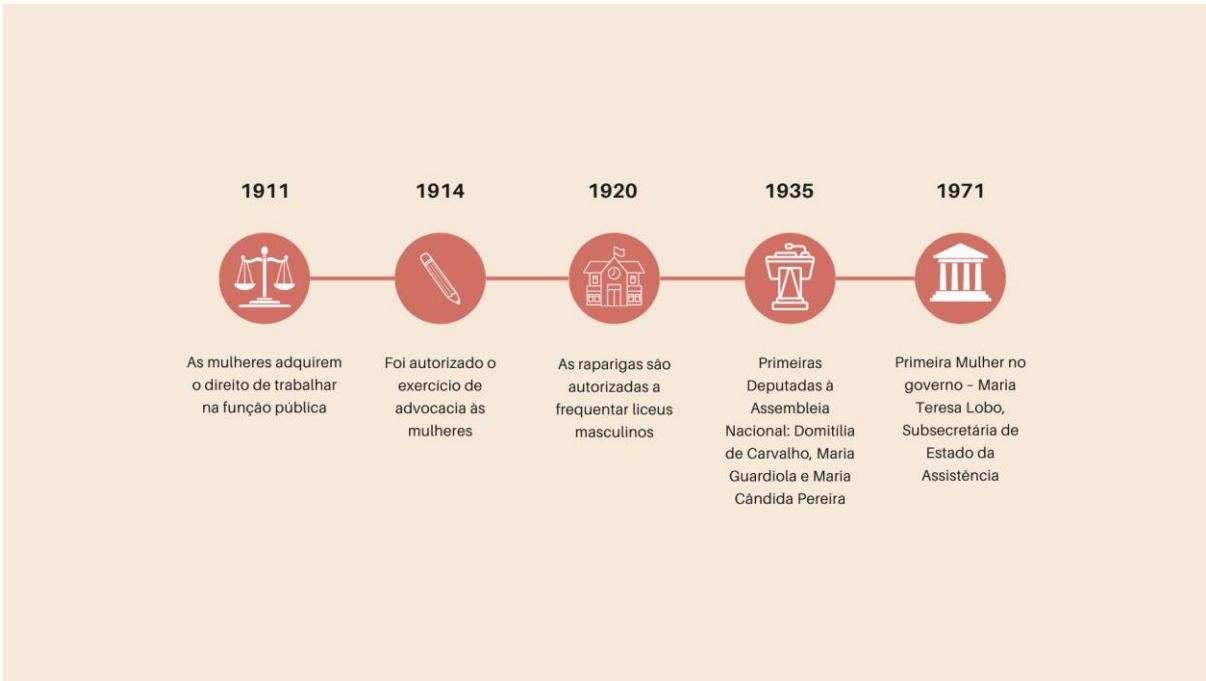 1911
As mulheres adquirem
o direito de trabalhar
na função pública
1914
Foi autorizado o
exercício de
advocacia às
mulheres
1920
As raparigas são
autorizadas a
frequentar liceus
masculinos
1935
Primeiras
Deputadas à
Assembleia
Nacional: Domitília
de Carvalho, Maria
Guardiola e Maria
Cândida Pereira
1971
Primeira Mulher no
governo – Maria
Teresa Lobo,
Subsecretária de
Estado da
Assistência